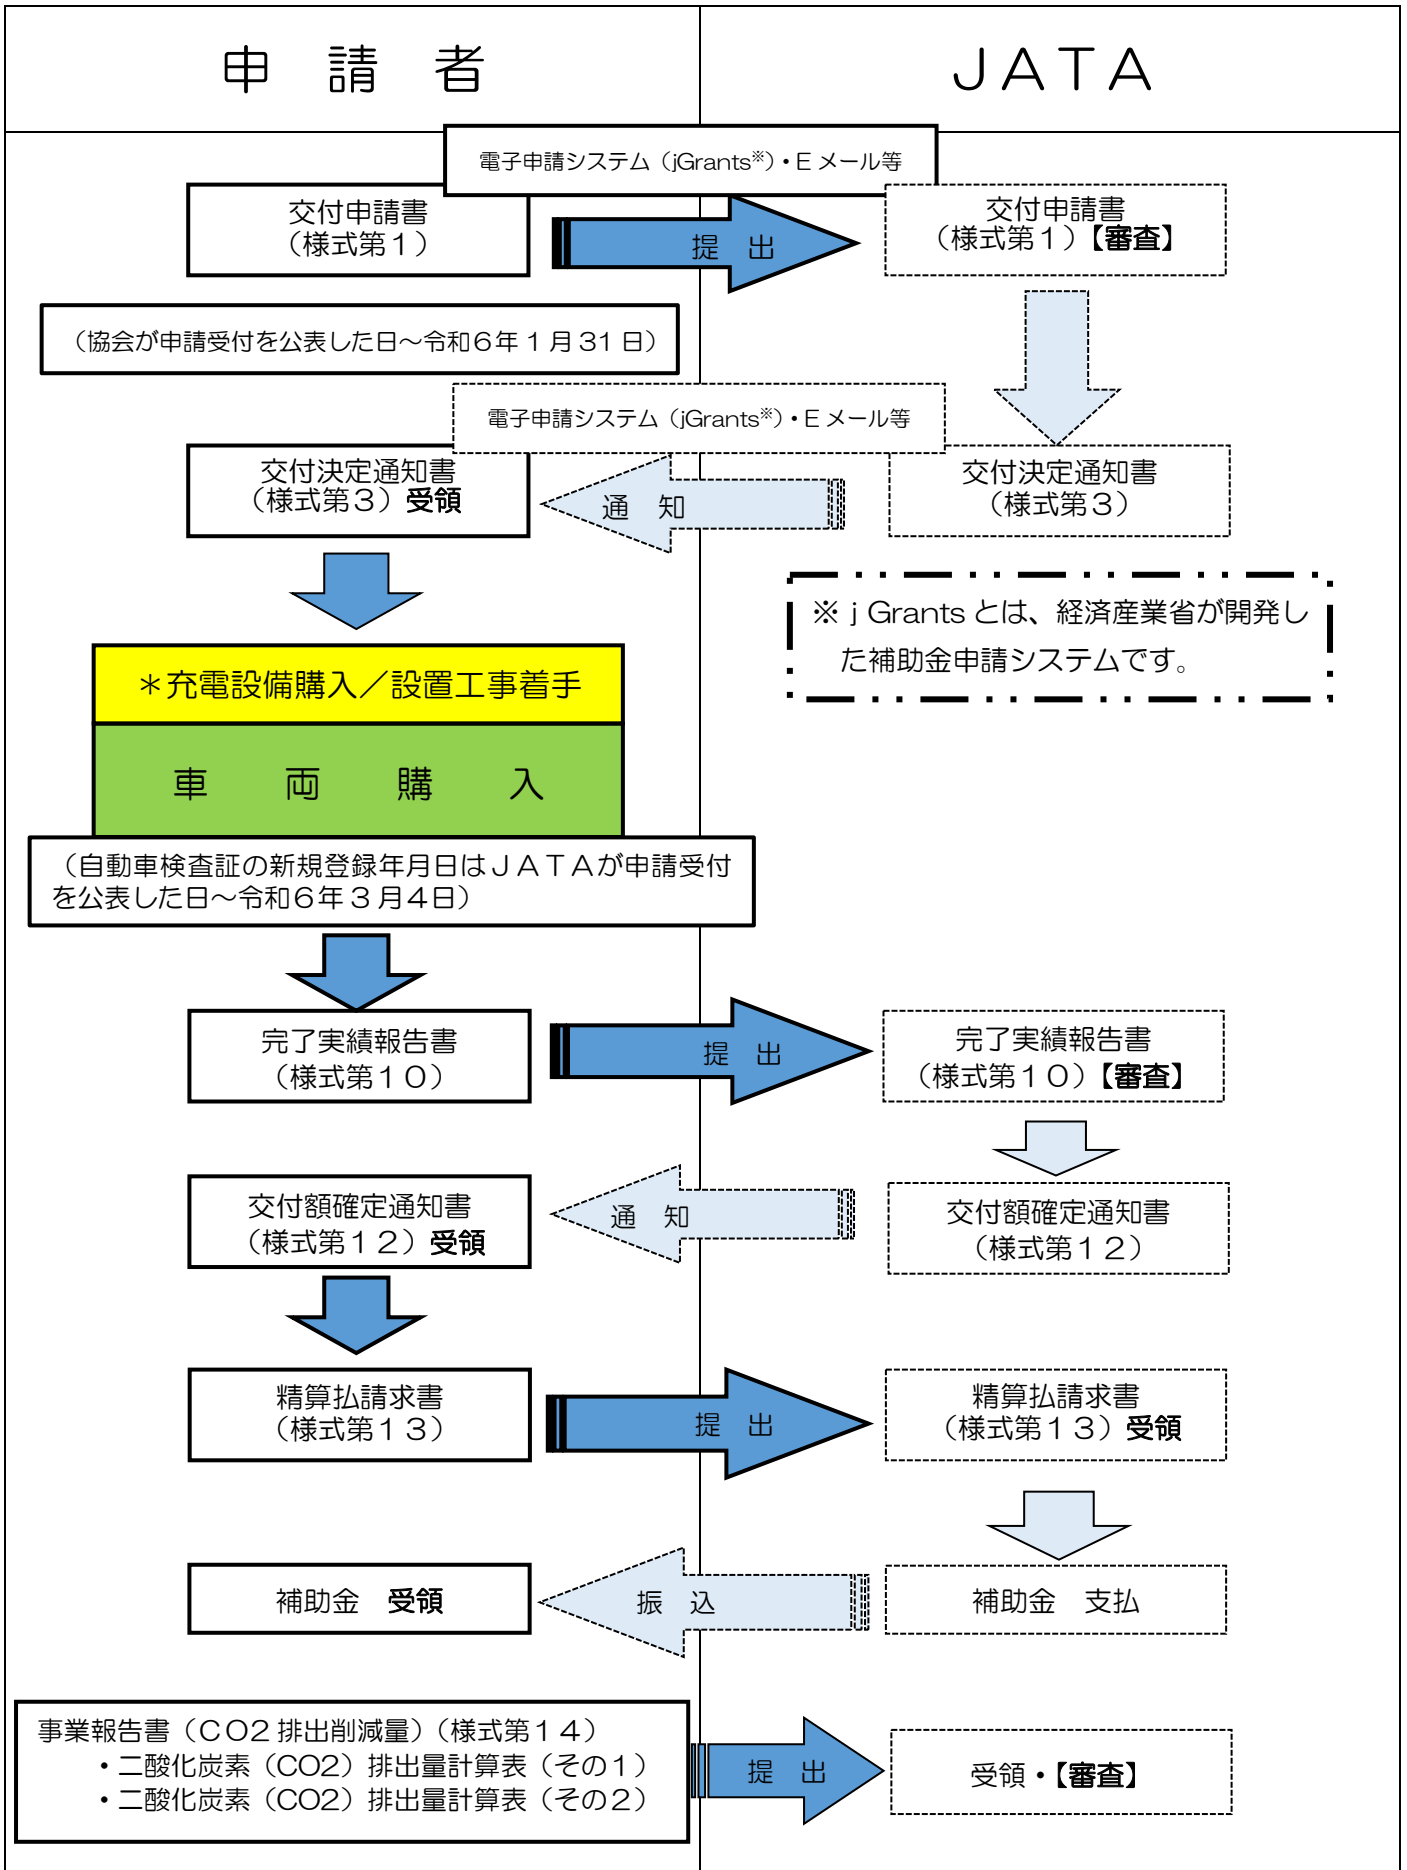 申　請　者
ＪＡＴＡ
電子申請システム（jGrants※）・Ｅメール等
交付申請書
（様式第１）
提　出
交付申請書
（様式第１）【審査】
（協会が申請受付を公表した日～令和６年１月31日）
電子申請システム（jGrants※）・Ｅメール等
交付決定通知書
（様式第３）受領
通　知
交付決定通知書
（様式第３）
※ｊGrantsとは、経済産業省が開発し
た補助金申請システムです。
＊充電設備購入／設置工事着手
車　両　購　入
（自動車検査証の新規登録年月日はＪＡＴＡが申請受付
を公表した日～令和６年３月４日）
完了実績報告書
（様式第１０）
提　出
完了実績報告書
（様式第１０）【審査】
交付額確定通知書
（様式第１２）受領
通　知
交付額確定通知書
（様式第１２）
精算払請求書
（様式第１３）
提　出
精算払請求書
（様式第１３）受領
補助金　受領
振　込
補助金　支払
事業報告書（ＣＯ２排出削減量）（様式第１４）
・二酸化炭素（CO2）排出量計算表（その１）
・二酸化炭素（CO2）排出量計算表（その２）
提　出
受領・【審査】